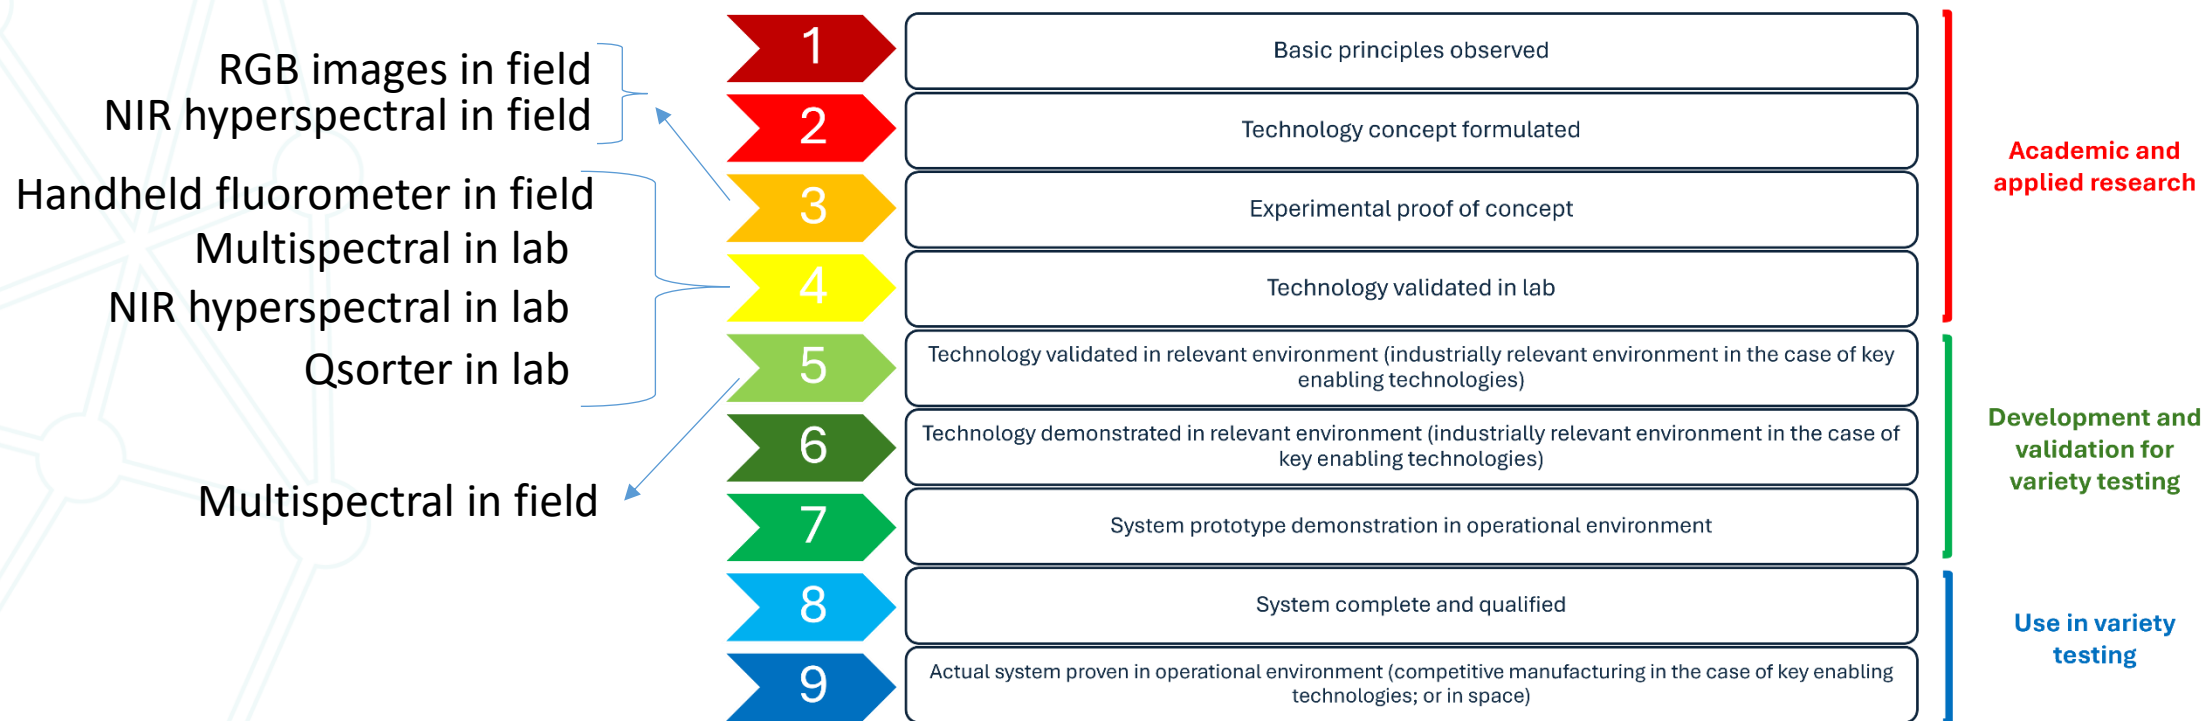 RGB images in field
NIR hyperspectral in field
Handheld fluorometer in field
Multispectral in lab
NIR hyperspectral in lab
Qsorter in lab
Multispectral in field
1
Basic principles observed
2
Technology concept formulated
3
Experimental proof of concept
4
Technology validated in lab
5
Technology validated in relevant environment (industrially relevant environment in the case of key
enabling technologies)
6
Technology demonstrated in relevant environment (industrially relevant environment in the case of
key enabling technologies)
7
System prototype demonstration in operational environment
8
System complete and qualified
9
Actual system proven in operational environment (competitive manufacturing in the case of key enabling
technologies; or in space)
Academic and
applied research
Development and
validation for
variety testing
Use in variety
testing